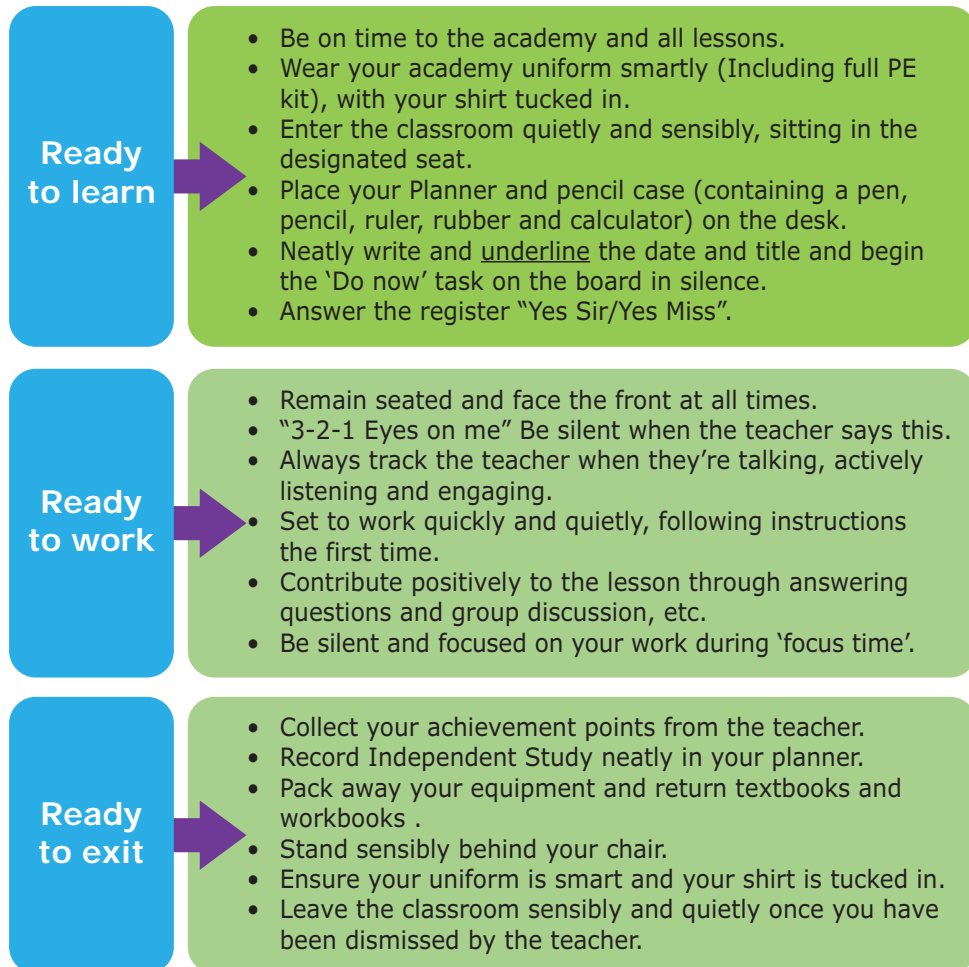 Ready
to learn
• Be on time to the academy and all lessons.
• Wear your academy uniform smartly (Including full PE
kit), with your shirt tucked in.
• Enter the classroom quietly and sensibly, sitting in the
designated seat.
• Place your Planner and pencil case (containing a pen,
pencil, ruler, rubber and calculator) on the desk.
• Neatly write and underline the date and title and begin
the ‘Do now’ task on the board in silence.
• Answer the register “Yes Sir/Yes Miss”.
Ready
to work
• Remain seated and face the front at all times.
• “3-2-1 Eyes on me” Be silent when the teacher says this.
• Always track the teacher when they’re talking, actively
listening and engaging.
• Set to work quickly and quietly, following instructions
the first time.
• Contribute positively to the lesson through answering
questions and group discussion, etc.
• Be silent and focused on your work during ‘focus time’.
Ready
to exit
• Collect your achievement points from the teacher.
• Record Independent Study neatly in your planner.
• Pack away your equipment and return textbooks and
workbooks .
• Stand sensibly behind your chair.
• Ensure your uniform is smart and your shirt is tucked in.
• Leave the classroom sensibly and quietly once you have
been dismissed by the teacher.